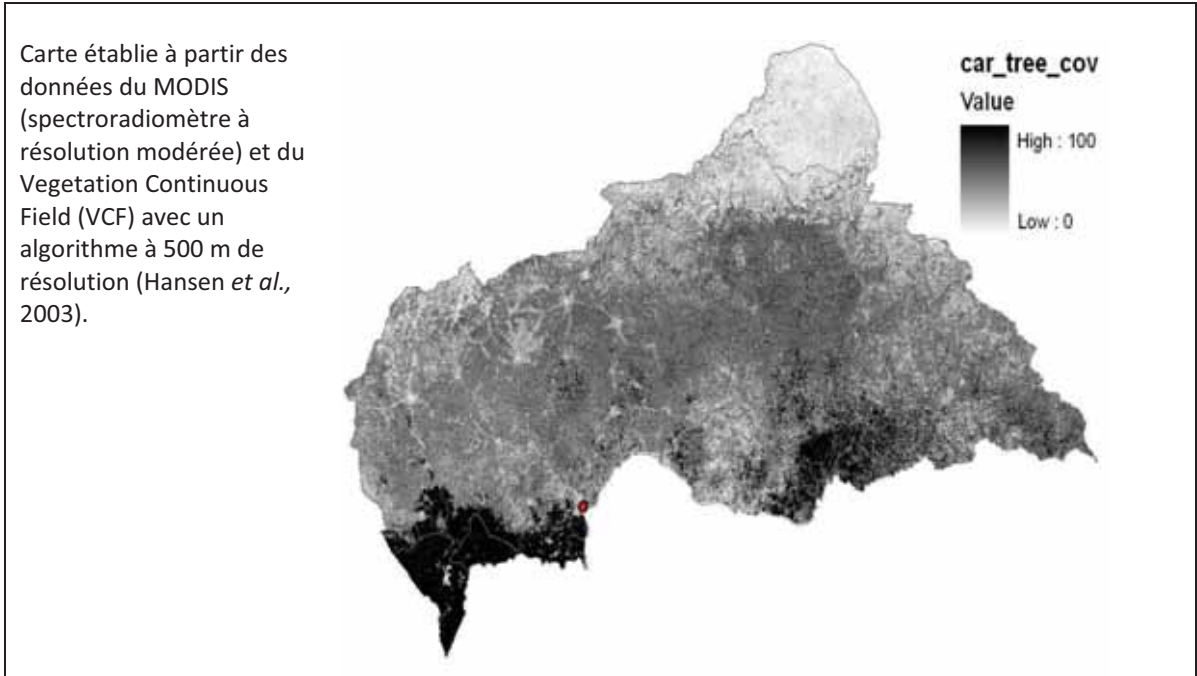 Carte établie à partir des
données du MODIS
(spectroradiomètre à
résolution modérée) et du
Vegetation Continuous
Field (VCF) avec un
algorithme à 500 m de
résolution (Hansen et al.,
2003).
car_tree_cov
Value
High : 100
Low : 0